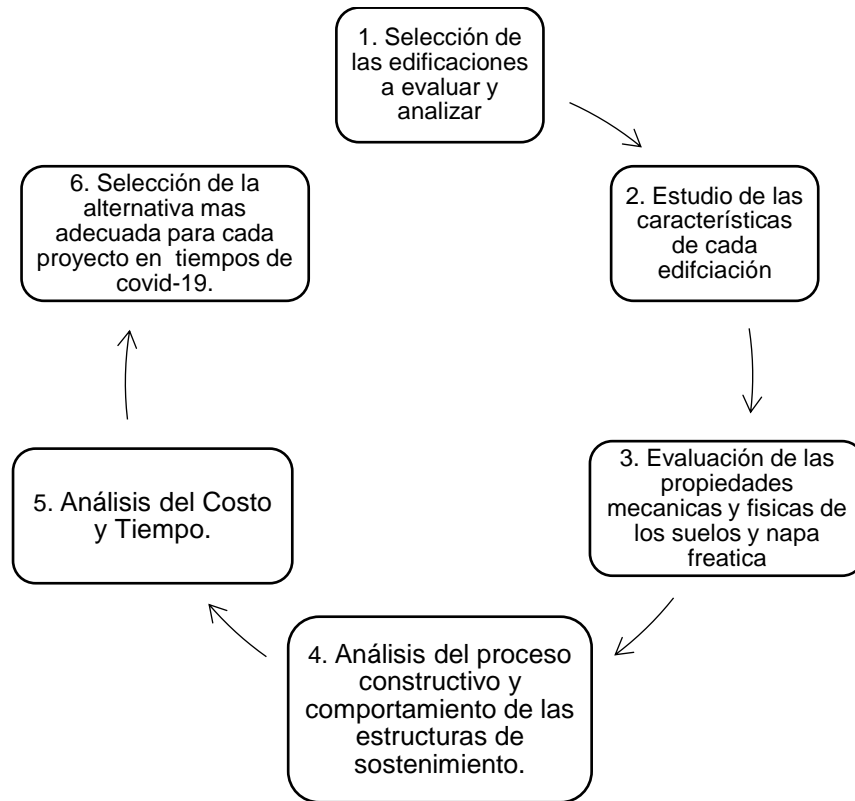 1. Selección de
las edificaciones
a evaluar y
analizar
2. Estudio de las
características
de cada
edifciación
3. Evaluación de las
propiedades
mecanicas y fisicas de
los suelos y napa
freatica
4. Análisis del proceso
constructivo y
comportamiento de las
estructuras de
sostenimiento.
5. Análisis del Costo
y Tiempo.
6. Selección de la
alternativa mas
adecuada para cada
proyecto en tiempos de
covid-19.